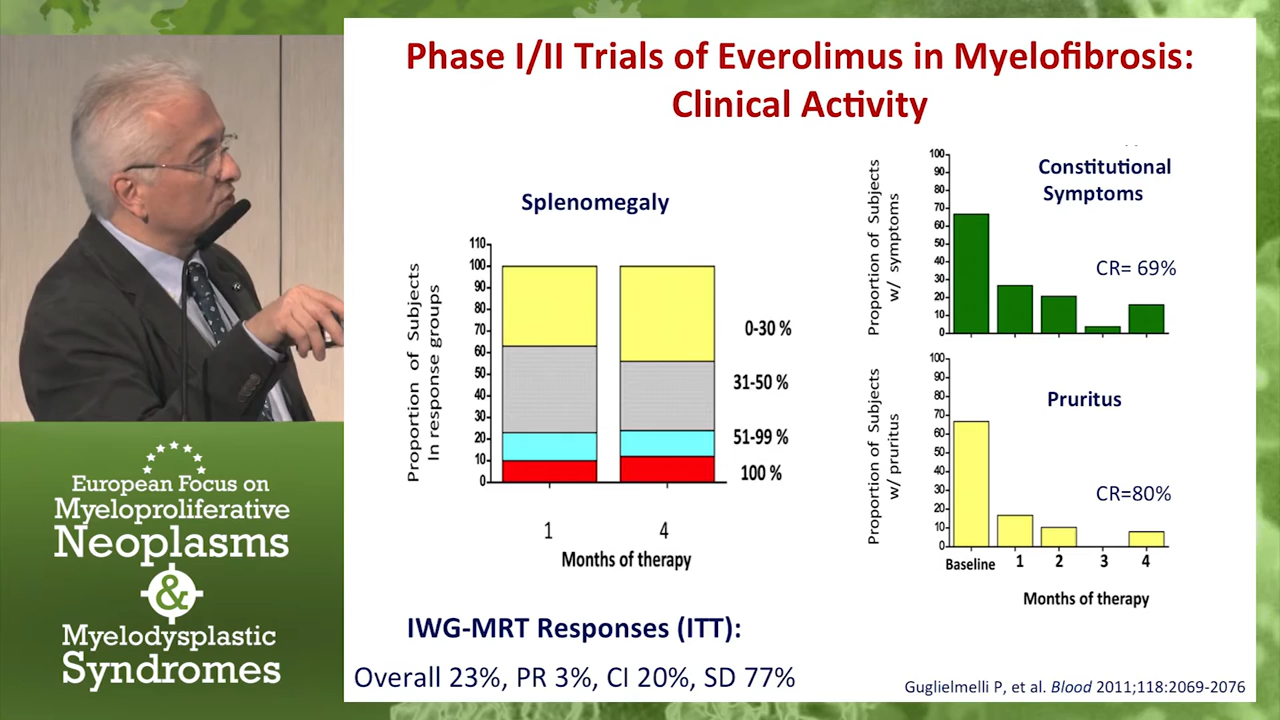 Phase I/II Trials of Everolimus in Myelofibrosis:
Clinical Activity
Splenomegaly
Proportion of Subjects
In response groups
110
100
90
80
70
60
50
40
30
20
10
0
0-30 %
31-50 %
51-99 %
100 %
1
4
Months of therapy
Constitutional
Symptoms
CR= 69%
Proportion of Subjects
w/ symptoms
100
90
80
70
60
50
40
30
20
10
0
Pruritus
CR=80%
Proportion of Subjects
w/ pruritus
100
90
80
70
60
50
40
30
20
10
0
Baseline 1 2 3 4
Months of therapy
IWG-MRT Responses (ITT):
Overall 23%, PR 3%, CI 20%, SD 77%
Guglielmelli P, et al. Blood 2011;118:2069-2076
European Focus on
Myeloproliferative
Neoplasms
&
Myelodysplastic
Syndromes